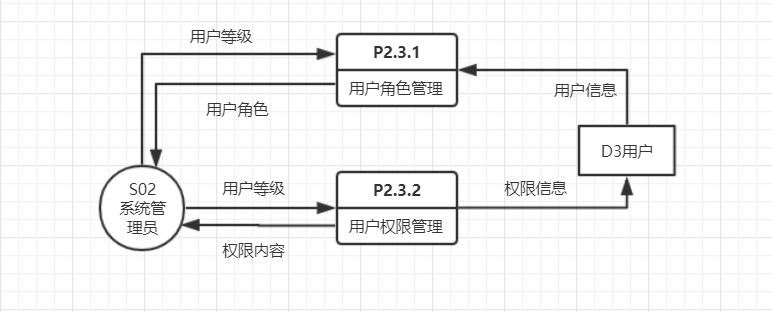 用户等级
P2.3.1
用户角色管理
用户角色
用户信息
D3用户
S02
系统管
理员
用户等级
P2.3.2
用户权限管理
权限信息
权限内容